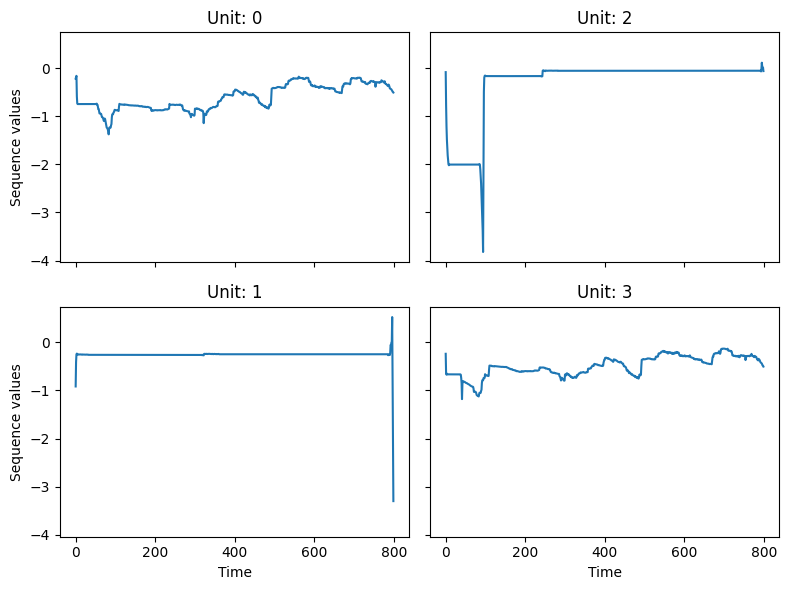 Unit: 0
Unit: 2
Sequence values
0
−1
−2
−3
−4
Unit: 1
Unit: 3
Sequence values
0
−1
−2
−3
−4
0 200 400 600 800
0 200 400 600 800
Time
Time